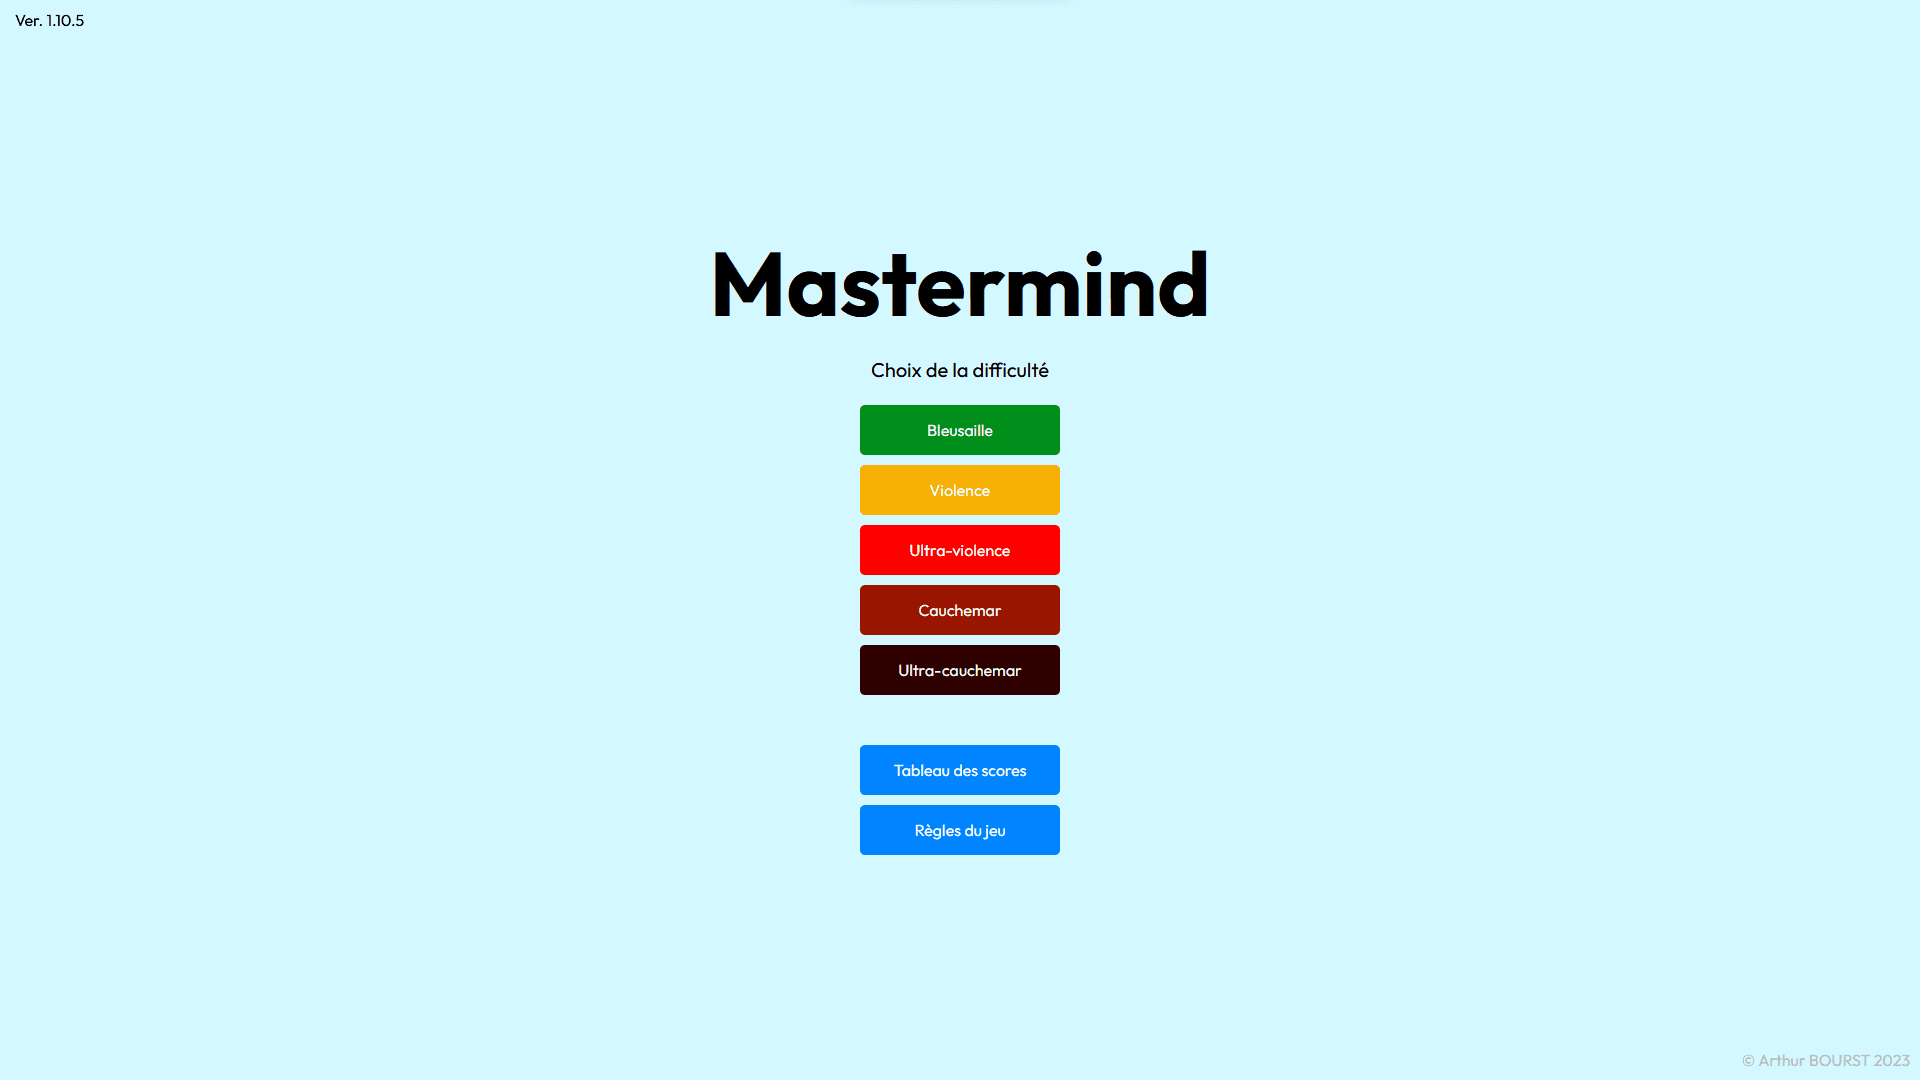 Ver. 1.10.5
Mastermind
Choix de la difficulté
Bleusaille
Violence
Ultra-violence
Cauchemar
Ultra-cauchemar
Tableau des scores
Règles du jeu
© Arthur BOURST 2023